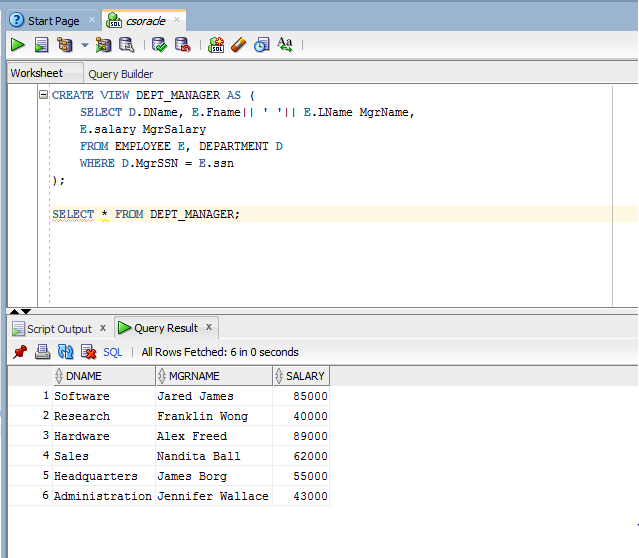 Start Page
csoracle
Worksheet Query Builder
CREATE VIEW DEPT_MANAGER AS (
SELECT D.DName, E.Fname|| ' '|| E.LName MgrName,
E.salary MgrSalary
FROM EMPLOYEE E, DEPARTMENT D
WHERE D.MgrSSN = E.ssn
);
SELECT * FROM DEPT_MANAGER;
Script Output x Query Result x
SQL All Rows Fetched: 6 in 0 seconds
DNAME MGRNAME SALARY
1 Software Jared James 85000
2 Research Franklin Wong 40000
3 Hardware Alex Freed 89000
4 Sales Nandita Ball 62000
5 Headquarters James Borg 55000
6 Administration Jennifer Wallace 43000